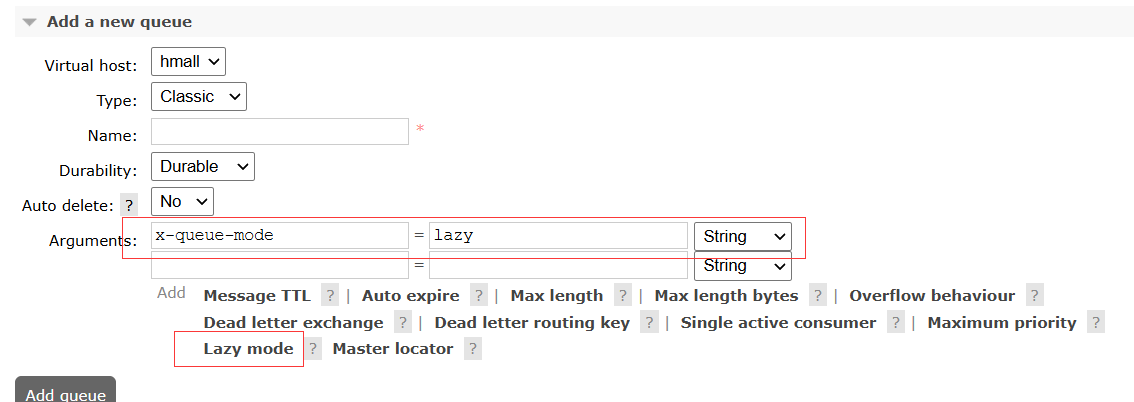 Add a new queue
Virtual host: hmall
Type: Classic
Name: *
Durability: Durable
Auto delete: ? No
Arguments: x-queue-mode = lazy String
= String
Add Message TTL ? | Auto expire ? | Max length ? | Max length bytes ? | Overflow behaviour ?
Dead letter exchange ? | Dead letter routing key ? | Single active consumer ? | Maximum priority ?
Lazy mode ? Master locator ?
Add queue